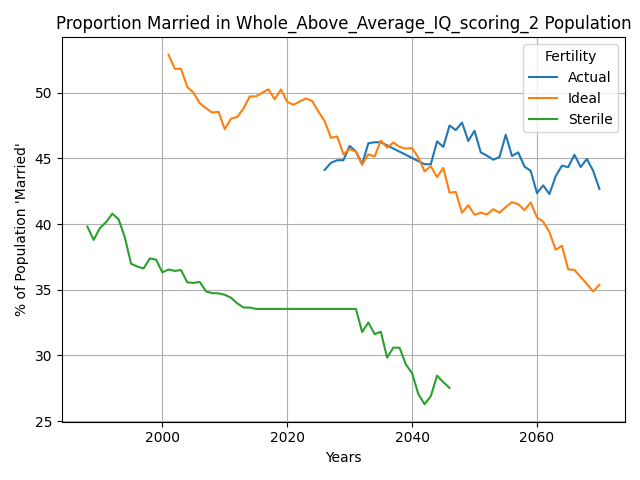 Proportion Married in Whole_Above_Average_IQ_scoring_2 Population
Fertility
Actual
Ideal
Sterile
% of Population 'Married'
50
45
40
35
30
25
2000
2020
2040
2060
Years